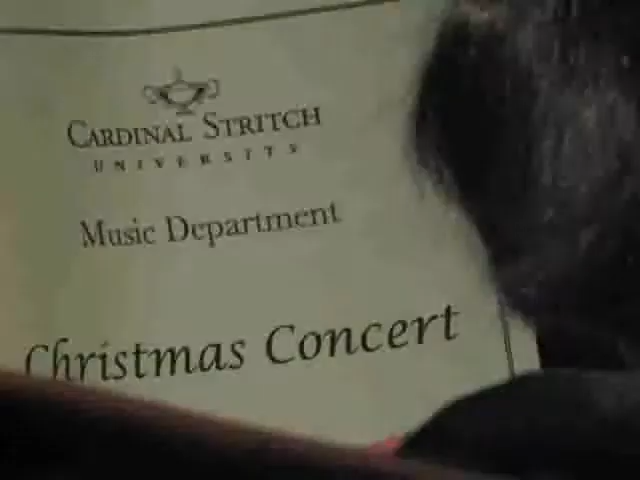 CARDINAL STRITCH
UNIVERSITY
Music Department
Christmas Concert